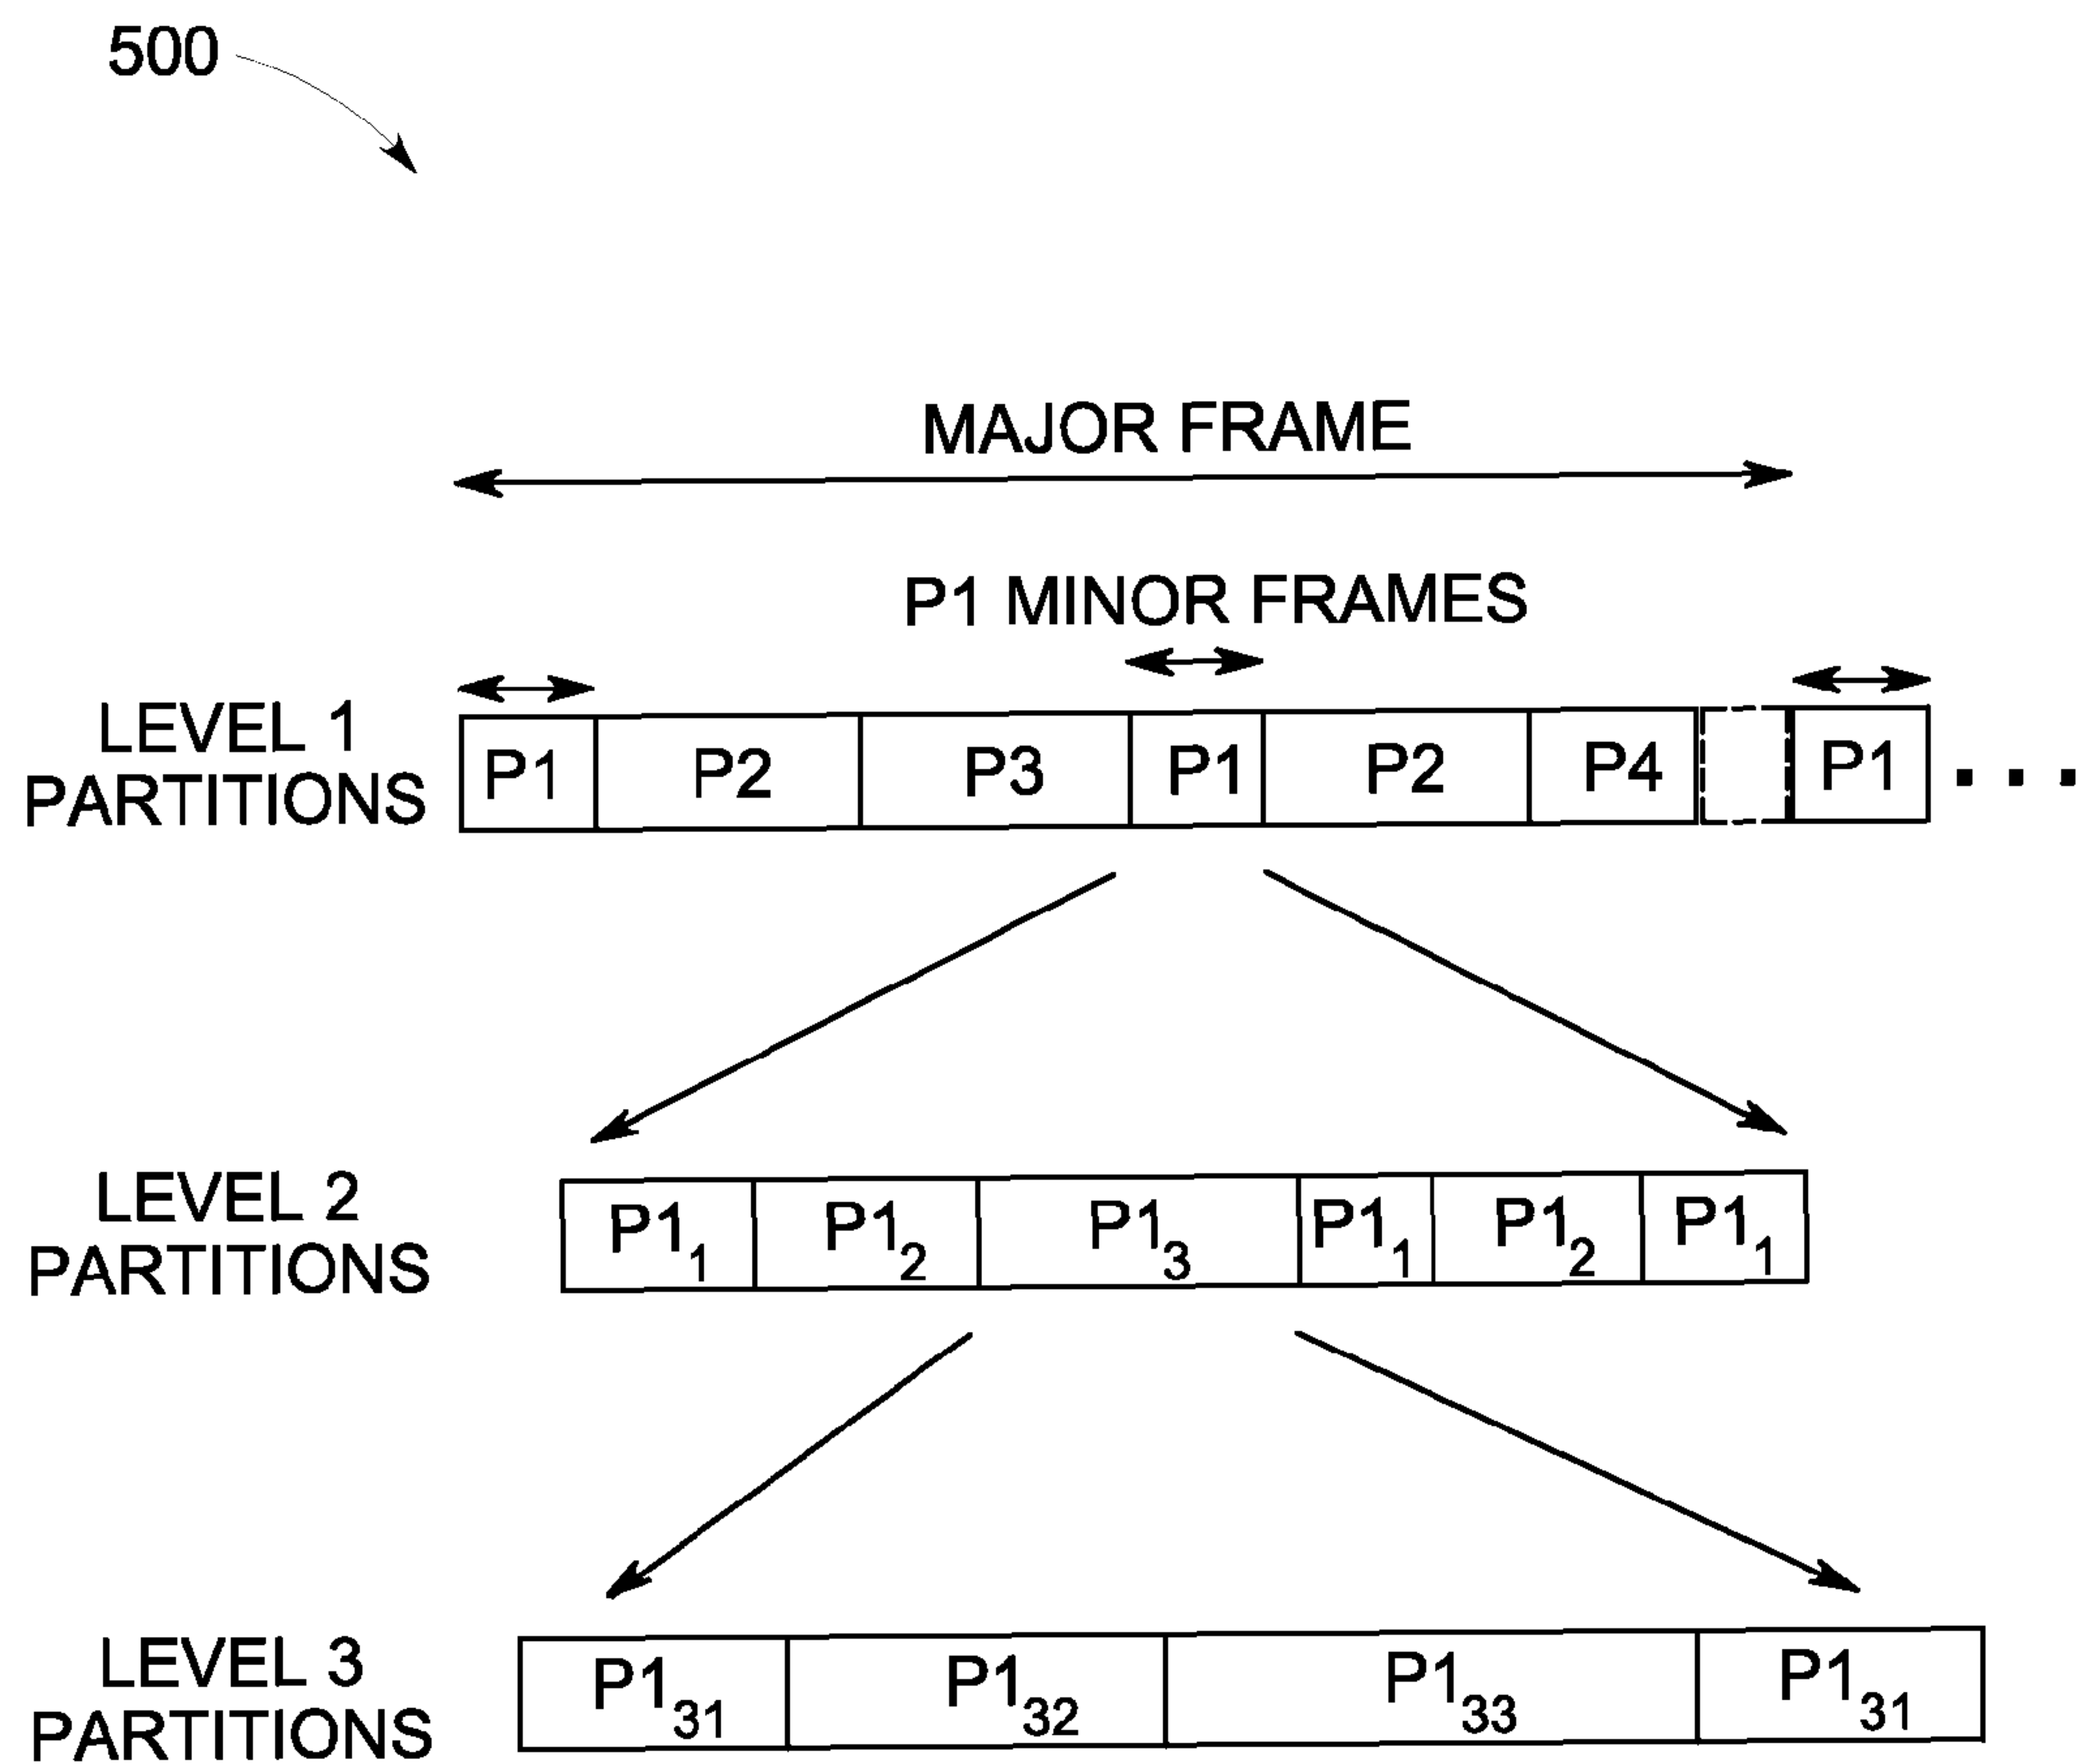 500
MAJOR FRAME
P1 MINOR FRAMES
LEVEL 1
PARTITIONS
P1 P2 P3 P1 P2 P4 P1 ...
LEVEL 2
PARTITIONS
P1₁ P1₂ P1₃ P1₁ P1₂ P1₁
LEVEL 3
PARTITIONS
P1₃₁ P1₃₂ P1₃₃ P1₃₁